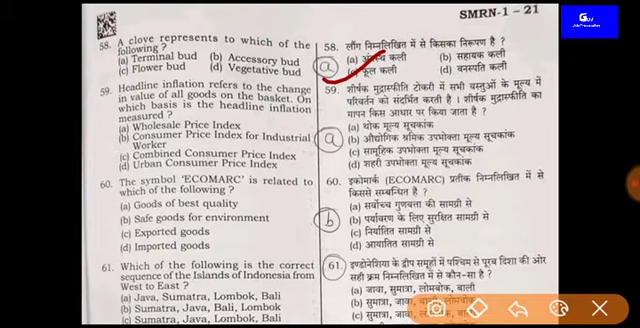 SMRN-1 - 21
Guy
58. A clove represents to which of the
following ?
(a) Terminal bud (b) Accessory bud
(c) Flower bud (d) Vegetative bud
59. Headline inflation refers to the change
in value of all goods on the basket. On
which basis is the headline inflation
measured ?
(a) Wholesale Price Index
(b) Consumer Price Index for Industrial
Worker
(c) Combined Consumer Price Index
(d) Urban Consumer Price Index
60. The symbol 'ECOMARC' is related to
which of the following ?
(a) Goods of best quality
(b) Safe goods for environment
(c) Exported goods
(d) Imported goods
61. Which of the following is the correct
sequence of the Islands of Indonesia from
West to East ?
(a) Java, Sumatra, Lombok, Bali
(b) Sumatra, Java, Bali, Lombok
(c) Sumatra, Java, Lombok, Bali
58. लौंग निम्नलिखित में से किसका निरूपण है ?
(a) कली (b) सहायक कली
a
फूल कली (d) वनस्पति कली
59. शीर्षक मुद्रास्फीति टोकरी में सभी वस्तुओं के मूल्य में
परिवर्तन को संदर्भित करती है । शीर्षक मुद्रास्फीति का
मापन किस आधार पर किया जाता है ?
(a) थोक मूल्य सूचकांक
a
(b) औद्योगिक श्रमिक उपभोक्ता मूल्य सूचकांक
(c) सामूहिक उपभोक्ता मूल्य सूचकांक
(d) शहरी उपभोक्ता मूल्य सूचकांक
60. इकोमार्क (ECOMARC) प्रतीक निम्नलिखित में से
किससे सम्बन्धित है ?
(a) सर्वोच्च गुणवत्ता की सामग्री से
b
(b) पर्यावरण के लिए सुरक्षित सामग्री से
(c) निर्यातित सामग्री से
(d) आयातित सामग्री से
61. इण्डोनेशिया के द्वीप समूहों में पश्चिम से पूरब दिशा की ओर
सही क्रम निम्नलिखित में से कौन-सा है ?
(a) जावा, सुमात्रा, लोमबोक, बाली
(b) सुमात्रा, जावा, बाली, लोमबोक
(c) सुमात्रा,